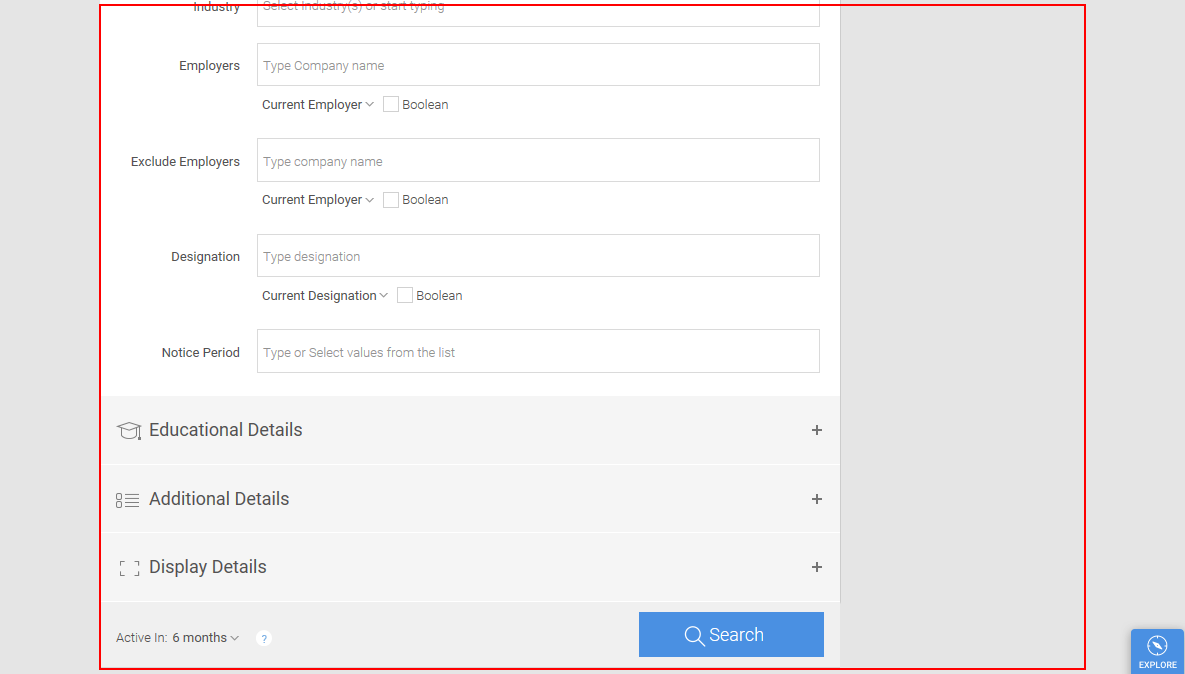 Industry Select Industry(s) or start typing
Employers Type Company name
Current Employer Boolean
Exclude Employers Type company name
Current Employer Boolean
Designation Type designation
Current Designation Boolean
Notice Period Type or Select values from the list
Educational Details +
Additional Details +
Display Details +
Active In: 6 months ? Search
EXPLORE